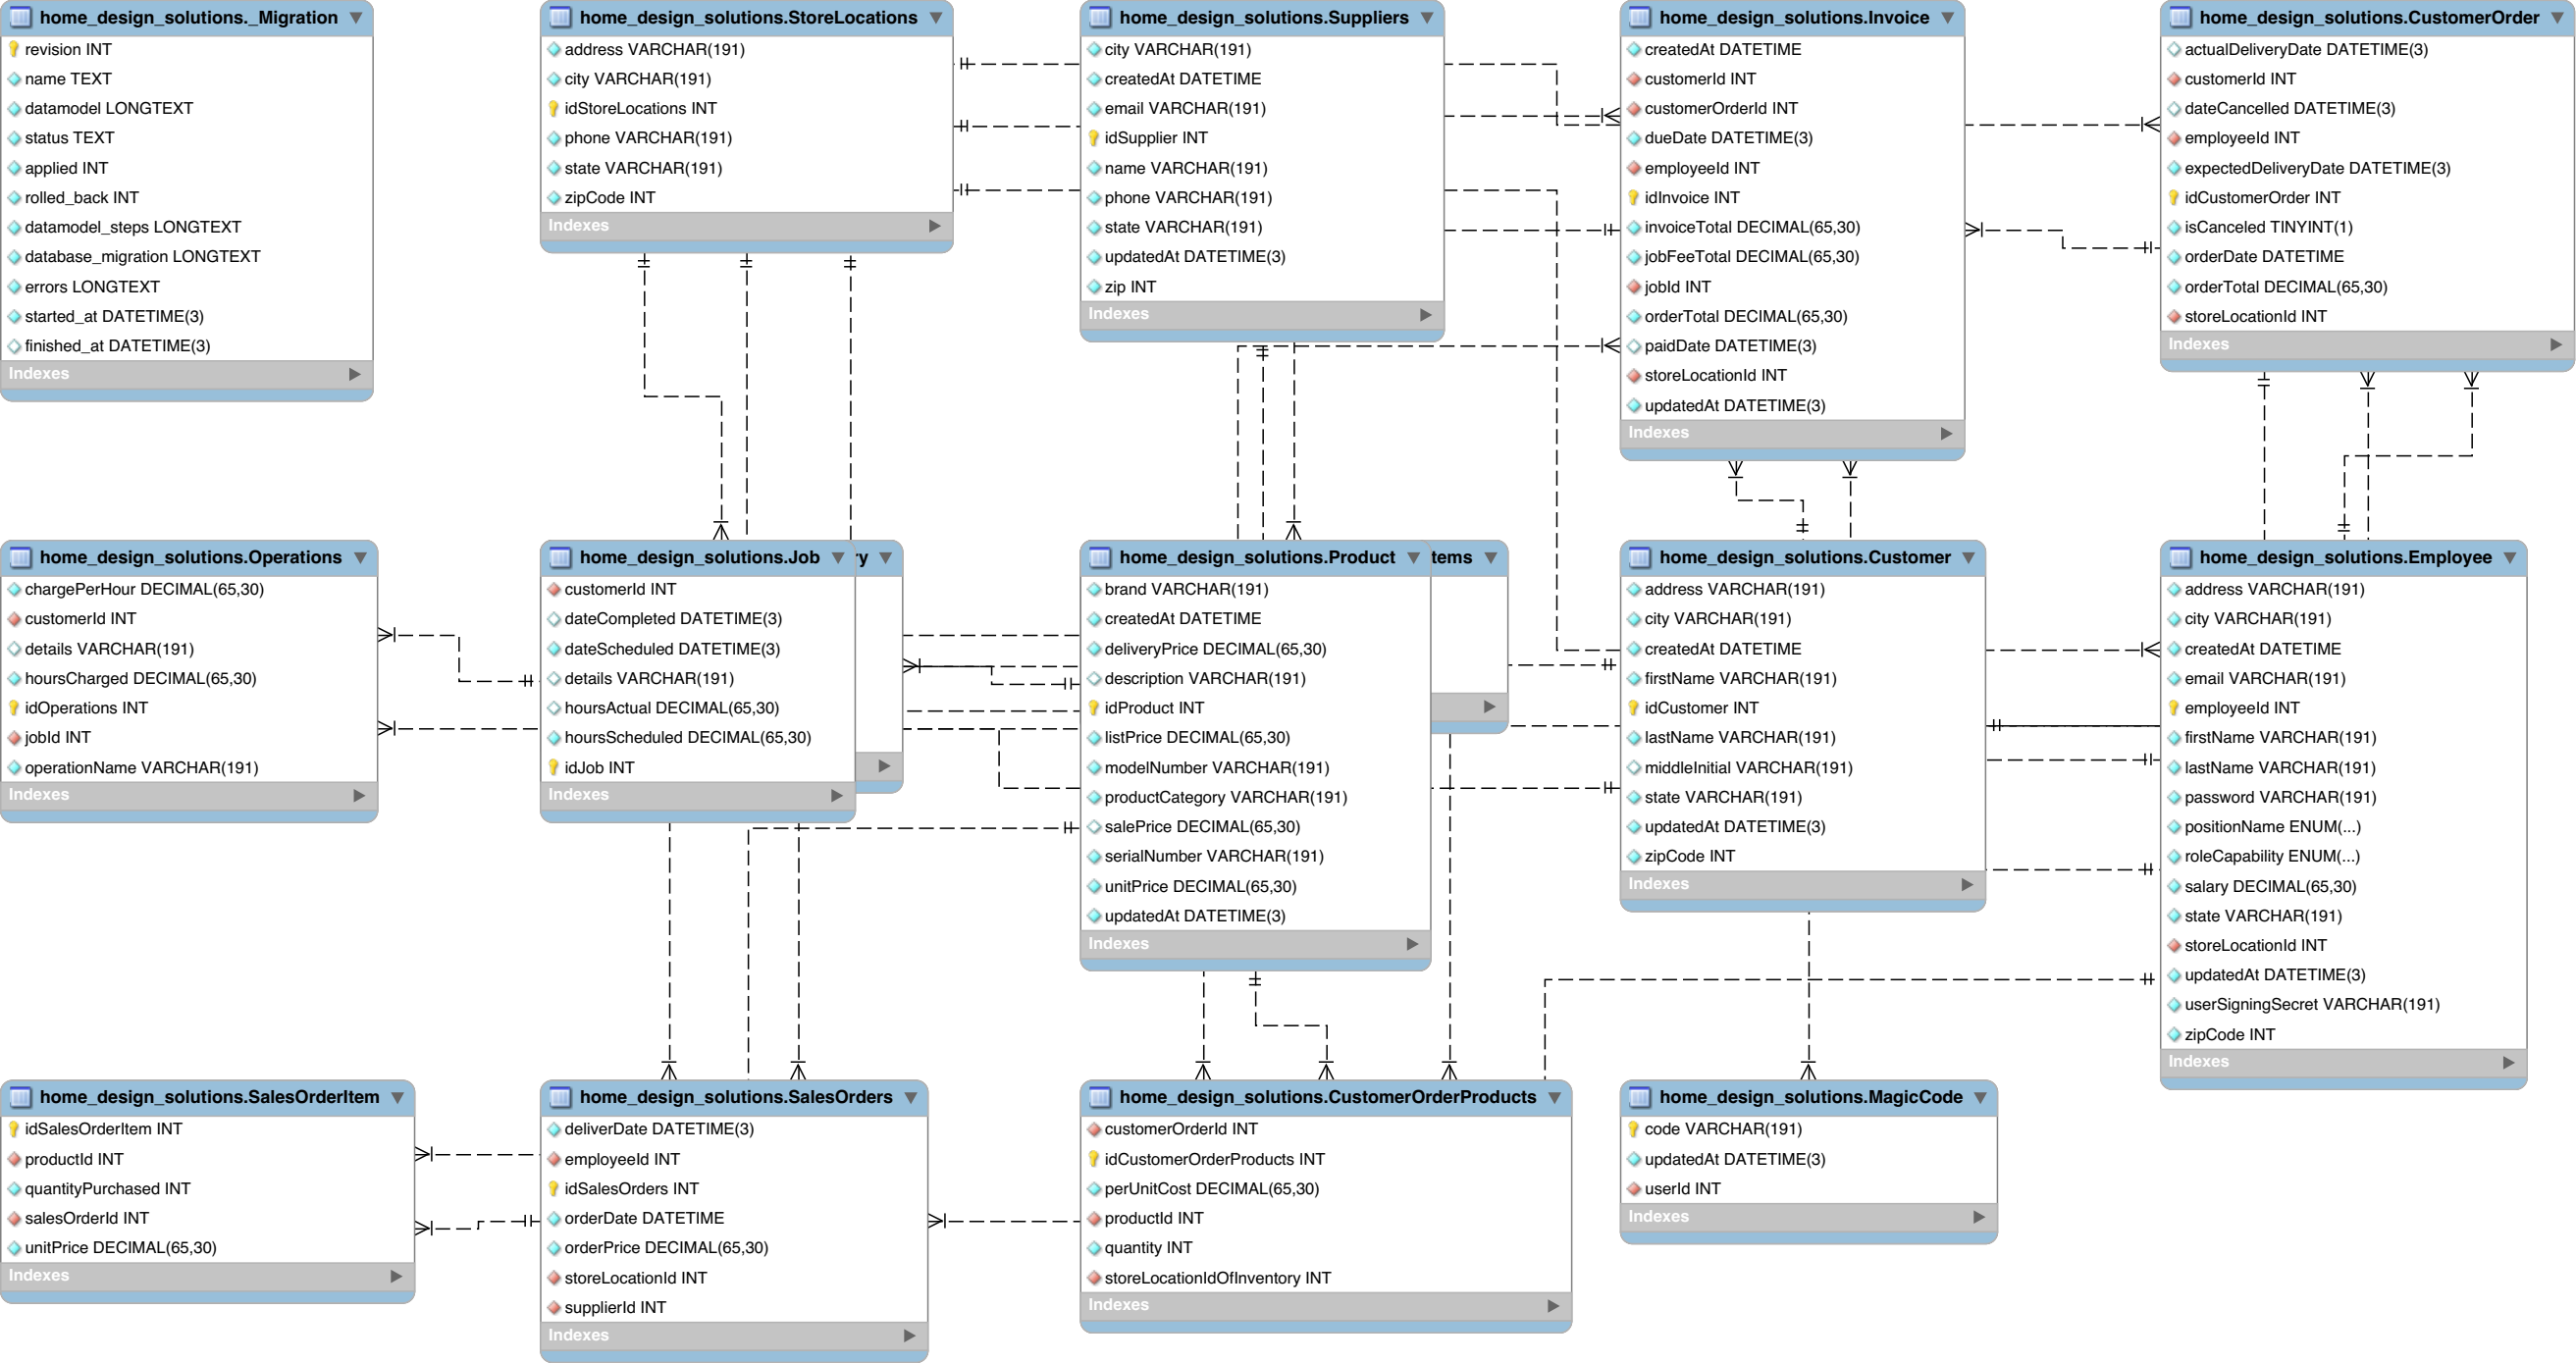 home_design_solutions._Migration
revision INT
name TEXT
datamodel LONGTEXT
status TEXT
applied INT
rolled_back INT
datamodel_steps LONGTEXT
database_migration LONGTEXT
errors LONGTEXT
started_at DATETIME(3)
finished_at DATETIME(3)
Indexes
home_design_solutions.StoreLocations
address VARCHAR(191)
city VARCHAR(191)
idStoreLocations INT
phone VARCHAR(191)
state VARCHAR(191)
zipCode INT
Indexes
home_design_solutions.Suppliers
city VARCHAR(191)
createdAt DATETIME
email VARCHAR(191)
idSupplier INT
name VARCHAR(191)
phone VARCHAR(191)
state VARCHAR(191)
updatedAt DATETIME(3)
zip INT
Indexes
home_design_solutions.Invoice
createdAt DATETIME
customerId INT
customerOrderId INT
dueDate DATETIME(3)
employeeId INT
idInvoice INT
invoiceTotal DECIMAL(65,30)
jobFeeTotal DECIMAL(65,30)
jobId INT
orderTotal DECIMAL(65,30)
paidDate DATETIME(3)
storeLocationId INT
updatedAt DATETIME(3)
Indexes
home_design_solutions.CustomerOrder
actualDeliveryDate DATETIME(3)
customerId INT
dateCancelled DATETIME(3)
employeeId INT
expectedDeliveryDate DATETIME(3)
idCustomerOrder INT
isCanceled TINYINT(1)
orderDate DATETIME
orderTotal DECIMAL(65,30)
storeLocationId INT
Indexes
home_design_solutions.Operations
chargePerHour DECIMAL(65,30)
customerId INT
details VARCHAR(191)
hoursCharged DECIMAL(65,30)
idOperations INT
jobId INT
operationName VARCHAR(191)
Indexes
home_design_solutions.Job
customerId INT
dateCompleted DATETIME(3)
dateScheduled DATETIME(3)
details VARCHAR(191)
hoursActual DECIMAL(65,30)
hoursScheduled DECIMAL(65,30)
idJob INT
Indexes
ry
home_design_solutions.Product
brand VARCHAR(191)
createdAt DATETIME
deliveryPrice DECIMAL(65,30)
description VARCHAR(191)
idProduct INT
listPrice DECIMAL(65,30)
modelNumber VARCHAR(191)
productCategory VARCHAR(191)
salePrice DECIMAL(65,30)
serialNumber VARCHAR(191)
unitPrice DECIMAL(65,30)
updatedAt DATETIME(3)
Indexes
tems
home_design_solutions.Customer
address VARCHAR(191)
city VARCHAR(191)
createdAt DATETIME
firstName VARCHAR(191)
idCustomer INT
lastName VARCHAR(191)
middleInitial VARCHAR(191)
state VARCHAR(191)
updatedAt DATETIME(3)
zipCode INT
Indexes
home_design_solutions.Employee
address VARCHAR(191)
city VARCHAR(191)
createdAt DATETIME
email VARCHAR(191)
employeeId INT
firstName VARCHAR(191)
lastName VARCHAR(191)
password VARCHAR(191)
positionName ENUM(...)
roleCapability ENUM(...)
salary DECIMAL(65,30)
state VARCHAR(191)
storeLocationId INT
updatedAt DATETIME(3)
userSigningSecret VARCHAR(191)
zipCode INT
Indexes
home_design_solutions.SalesOrderItem
idSalesOrderItem INT
productId INT
quantityPurchased INT
salesOrderId INT
unitPrice DECIMAL(65,30)
Indexes
home_design_solutions.SalesOrders
deliverDate DATETIME(3)
employeeId INT
idSalesOrders INT
orderDate DATETIME
orderPrice DECIMAL(65,30)
storeLocationId INT
supplierId INT
Indexes
home_design_solutions.CustomerOrderProducts
customerOrderId INT
idCustomerOrderProducts INT
perUnitCost DECIMAL(65,30)
productId INT
quantity INT
storeLocationIdOfInventory INT
Indexes
home_design_solutions.MagicCode
code VARCHAR(191)
updatedAt DATETIME(3)
userId INT
Indexes